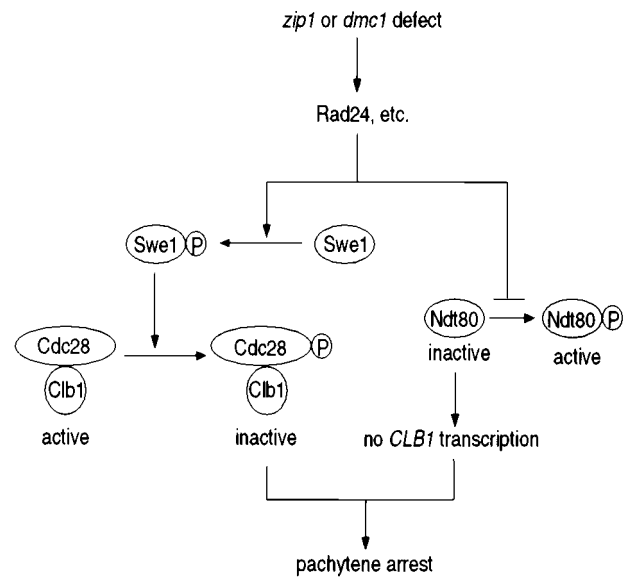 zip1 or dmc1 defect
Rad24, etc.
Swe1 P
Swe1
Ndt80
Ndt80 P
inactive
active
Cdc28
Clb1
active
Cdc28 P
Clb1
inactive
no CLB1 transcription
pachytene arrest